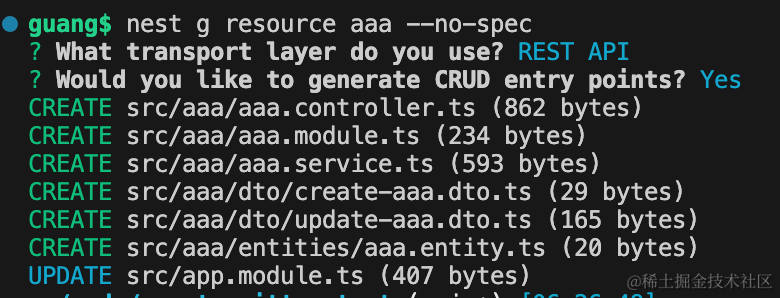 guang$ nest g resource aaa --no-spec
? What transport layer do you use? REST API
? Would you like to generate CRUD entry points? Yes
CREATE src/aaa/aaa.controller.ts (862 bytes)
CREATE src/aaa/aaa.module.ts (234 bytes)
CREATE src/aaa/aaa.service.ts (593 bytes)
CREATE src/aaa/dto/create-aaa.dto.ts (29 bytes)
CREATE src/aaa/dto/update-aaa.dto.ts (165 bytes)
CREATE src/aaa/entities/aaa.entity.ts (20 bytes)
UPDATE src/app.module.ts (407 bytes)
@稀土掘金技术社区